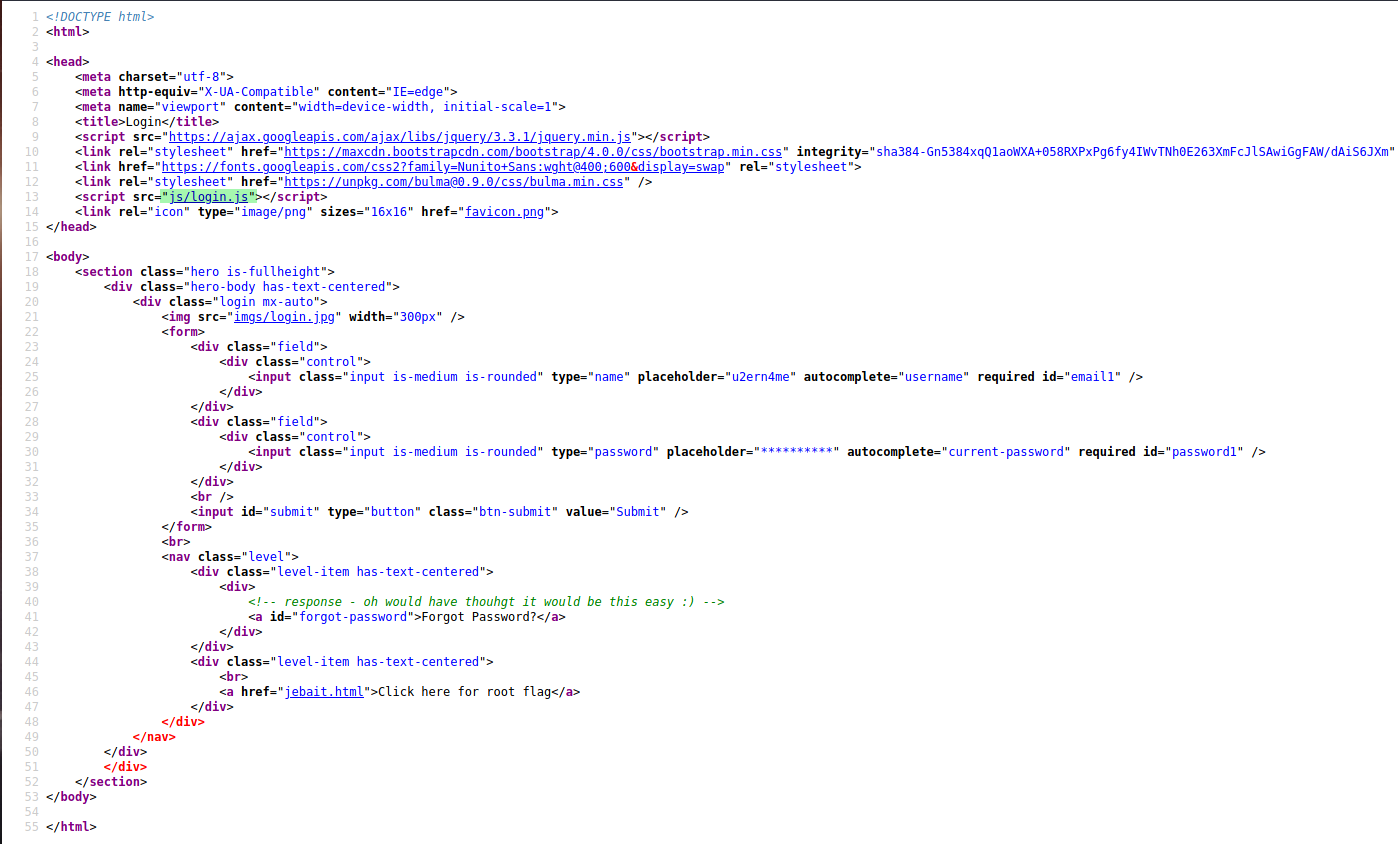 1 <!DOCTYPE html>
2 <html>
3
4 <head>
5     <meta charset="utf-8">
6     <meta http-equiv="X-UA-Compatible" content="IE=edge">
7     <meta name="viewport" content="width=device-width, initial-scale=1">
8     <title>Login</title>
9     <script src="https://ajax.googleapis.com/ajax/libs/jquery/3.3.1/jquery.min.js"></script>
10     <link rel="stylesheet" href="https://maxcdn.bootstrapcdn.com/bootstrap/4.0.0/css/bootstrap.min.css" integrity="sha384-Gn5384xqQ1aoWXA+058RXPxPg6fy4IWvTNh0E263XmFcJlSAwiGgFAW/dAiS6JXm"
11     <link href="https://fonts.googleapis.com/css2?family=Nunito+Sans:wght@400;600&display=swap" rel="stylesheet">
12     <link rel="stylesheet" href="https://unpkg.com/bulma@0.9.0/css/bulma.min.css" />
13     <script src="js/login.js"></script>
14     <link rel="icon" type="image/png" sizes="16x16" href="favicon.png">
15 </head>
16
17 <body>
18     <section class="hero is-fullheight">
19         <div class="hero-body has-text-centered">
20             <div class="login mx-auto">
21                 <img src="imgs/login.jpg" width="300px" />
22                 <form>
23                     <div class="field">
24                         <div class="control">
25                             <input class="input is-medium is-rounded" type="name" placeholder="u2ern4me" autocomplete="username" required id="email1" />
26                         </div>
27                     </div>
28                     <div class="field">
29                         <div class="control">
30                             <input class="input is-medium is-rounded" type="password" placeholder="**********" autocomplete="current-password" required id="password1" />
31                         </div>
32                     </div>
33                     <br />
34                     <input id="submit" type="button" class="btn-submit" value="Submit" />
35                 </form>
36                 <br>
37                 <nav class="level">
38                     <div class="level-item has-text-centered">
39                         <div>
40                             <!-- response - oh would have thouhgt it would be this easy :) -->
41                             <a id="forgot-password">Forgot Password?</a>
42                         </div>
43                     </div>
44                     <div class="level-item has-text-centered">
45                         <br>
46                         <a href="jebait.html">Click here for root flag</a>
47                     </div>
48                 </div>
49             </nav>
50         </div>
51         </div>
52     </section>
53 </body>
54
55 </html>